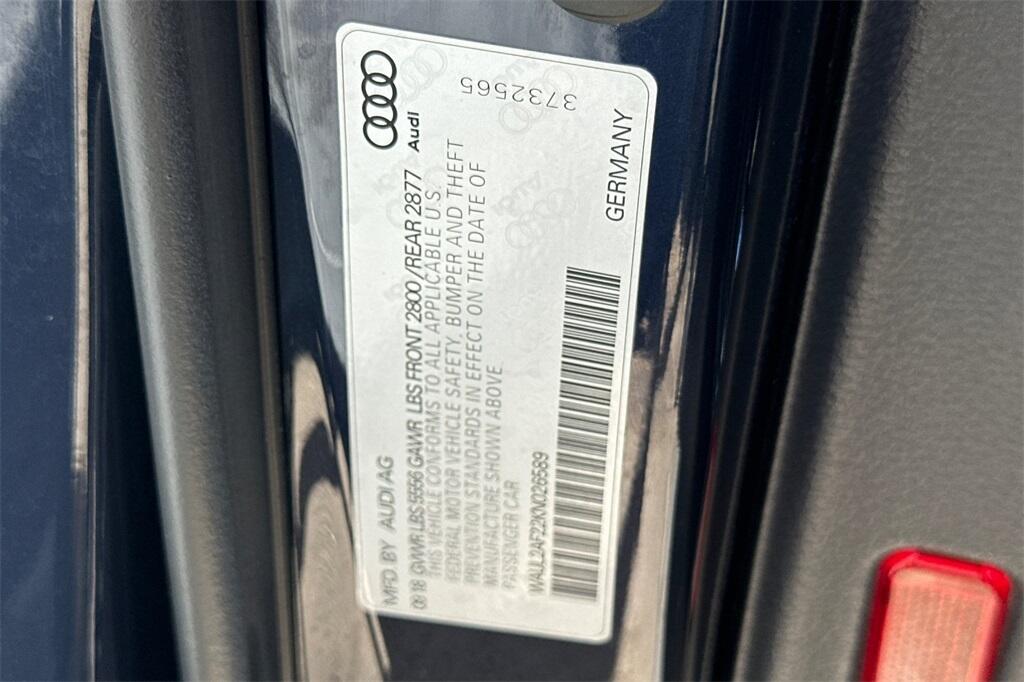 Audi
MFD BY AUDI AG
09 18 GVWR LBS 5556 GAWR LBS FRONT 2800/REAR 2877
THIS VEHICLE CONFORMS TO ALL APPLICABLE U.S.
FEDERAL MOTOR VEHICLE SAFETY, BUMPER AND THEFT
PREVENTION STANDARDS IN EFFECT ON THE DATE OF
MANUFACTURE SHOWN ABOVE
PASSENGER CAR
WAUL2AFZ2KN026589
3732565
GERMANY